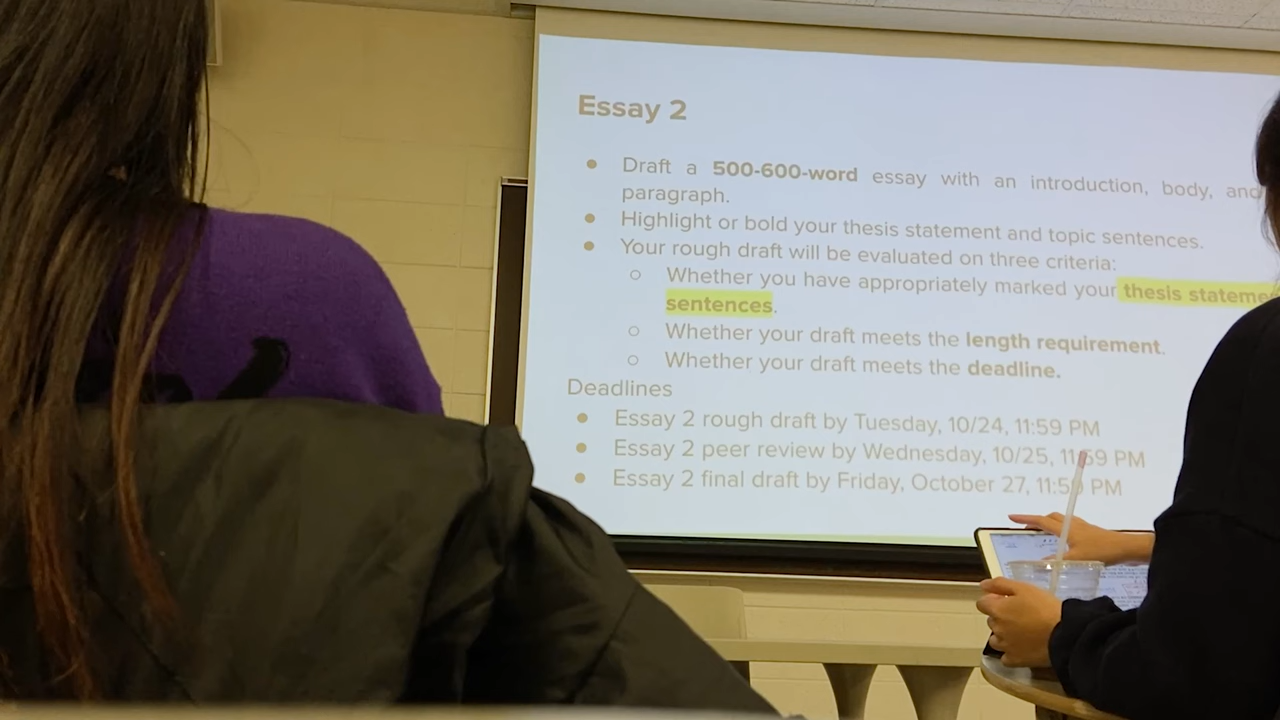 Essay 2
● Draft a 500-600-word essay with an introduction, body, and
paragraph.
● Highlight or bold your thesis statement and topic sentences.
● Your rough draft will be evaluated on three criteria:
○ Whether you have appropriately marked your thesis
sentences.
○ Whether your draft meets the length requirement.
○ Whether your draft meets the deadline.
Deadlines
● Essay 2 rough draft by Tuesday, 10/24, 11:59 PM
● Essay 2 peer review by Wednesday, 10/25, 11:59 PM
● Essay 2 final draft by Friday, October 27, 11:59 PM